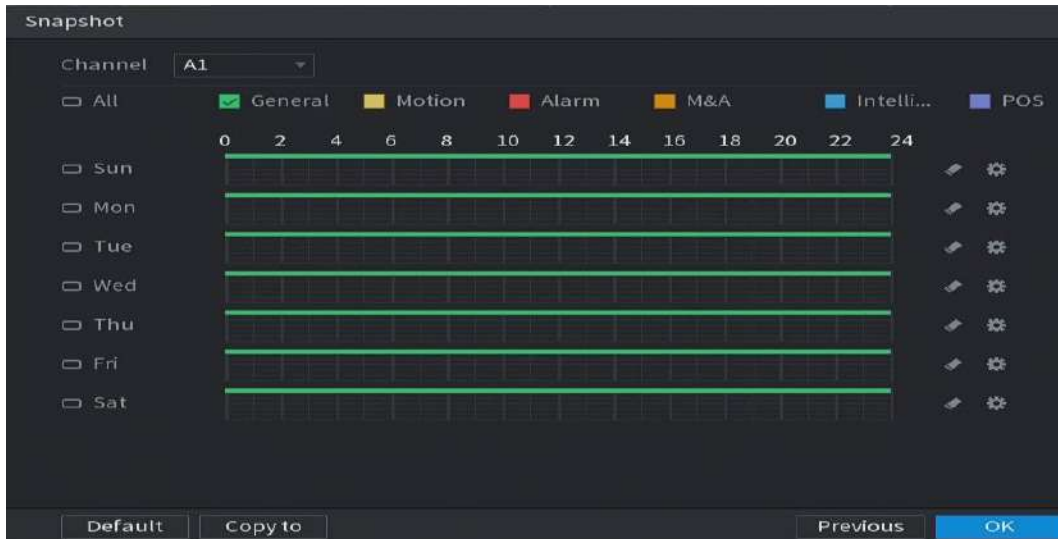 Snapshot
Channel A1
All General Motion Alarm M&A Intelli... POS
0 2 4 6 8 10 12 14 16 18 20 22 24
Sun
Mon
Tue
Wed
Thu
Fri
Sat
Default Copy to Previous OK